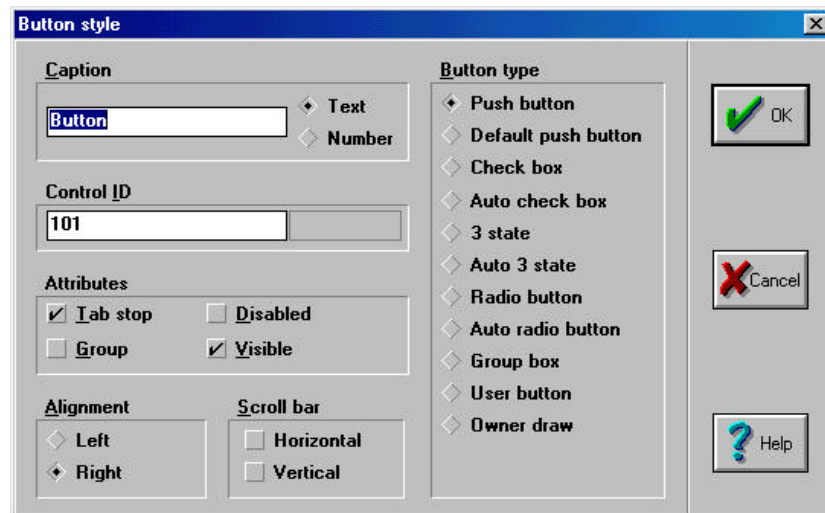 Button style
Caption
Button
Text
Number
Control ID
101
Attributes
Tab stop
Disabled
Group
Visible
Alignment
Left
Right
Scroll bar
Horizontal
Vertical
Button type
Push button
Default push button
Check box
Auto check box
3 state
Auto 3 state
Radio button
Auto radio button
Group box
User button
Owner draw
OK
Cancel
Help